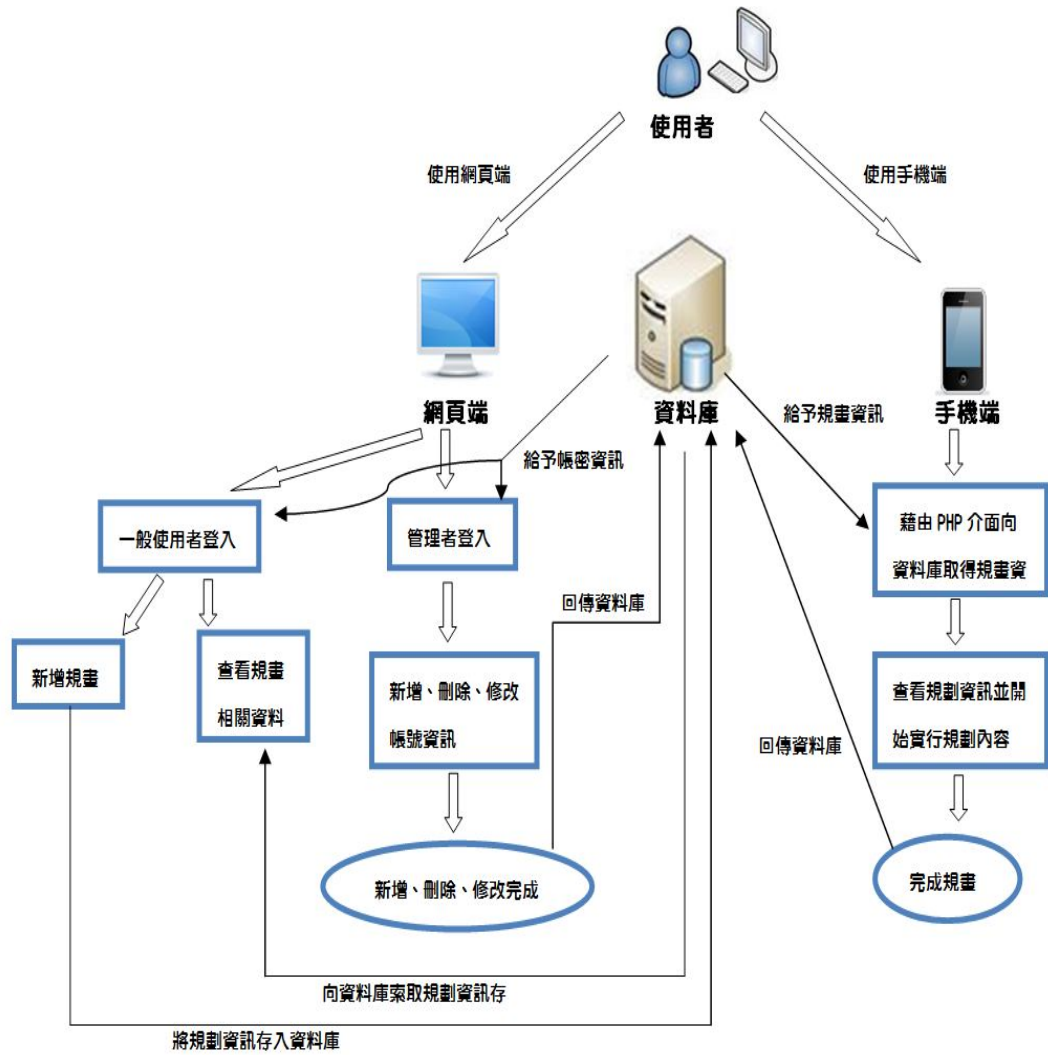 使用者
使用網頁端
使用手機端
網頁端
資料庫
手機端
給予規畫資訊
給予帳密資訊
一般使用者登入
管理者登入
藉由 PHP 介面向
資料庫取得規畫資
回傳資料庫
新增規畫
查看規畫
相關資料
新增、刪除、修改
帳號資訊
查看規劃資訊並開
始實行規劃內容
回傳資料庫
新增、刪除、修改完成
完成規畫
向資料庫索取規劃資訊存
將規劃資訊存入資料庫